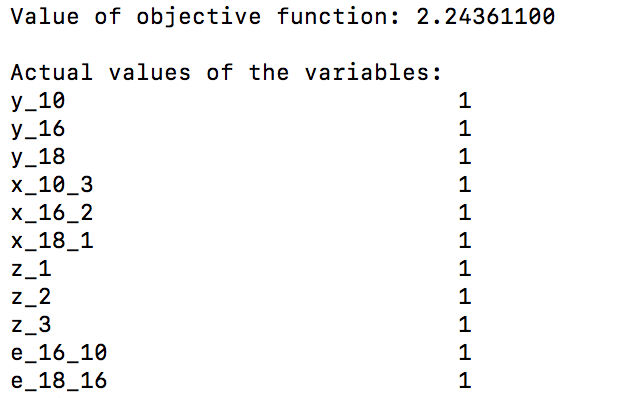 Value of objective function: 2.24361100
Actual values of the variables:
y_10 1
y_16 1
y_18 1
x_10_3 1
x_16_2 1
x_18_1 1
z_1 1
z_2 1
z_3 1
e_16_10 1
e_18_16 1